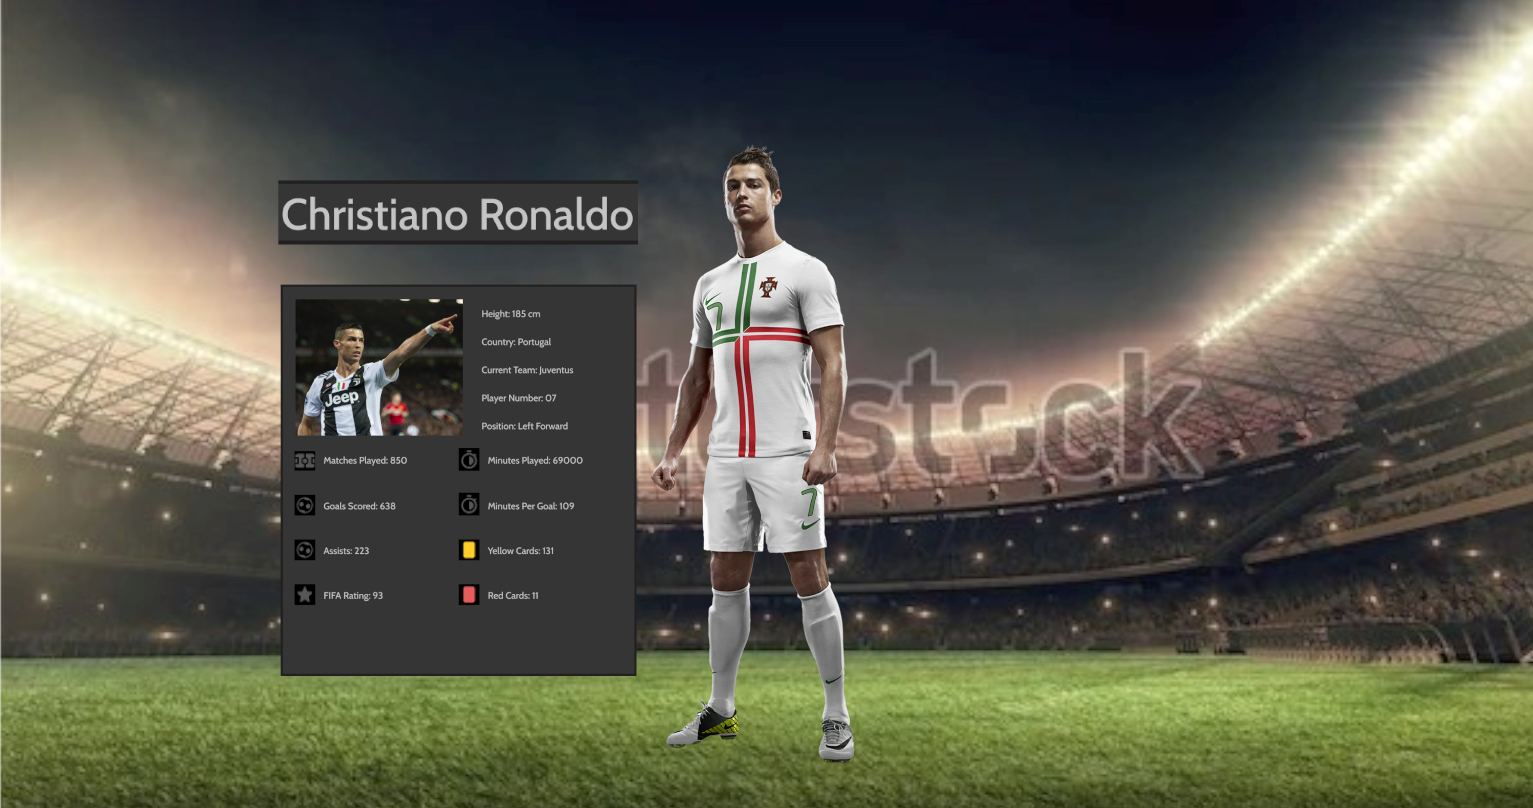 Christiano Ronaldo
Jeep
Height: 185 cm
Country: Portugal
Current Team: Juventus
Player Number: 07
Position: Left Forward
Matches Played: 850
Minutes Played: 69000
Goals Scored: 638
Minutes Per Goal: 109
Assists: 223
Yellow Cards: 131
FIFA Rating: 93
Red Cards: 11
7
7